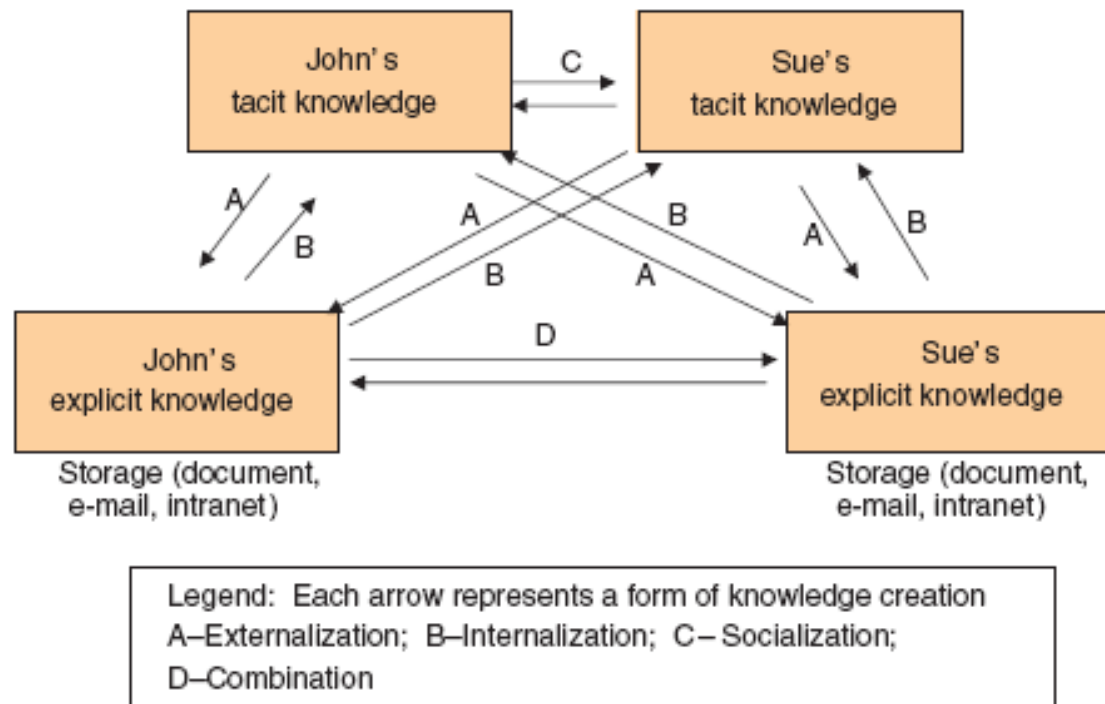 John's
tacit knowledge
C
Sue's
tacit knowledge
A
B
A
B
B
A
A
B
John's
explicit knowledge
D
Sue's
explicit knowledge
Storage (document,
e-mail, intranet)
Storage (document,
e-mail, intranet)
Legend: Each arrow represents a form of knowledge creation
A–Externalization; B–Internalization; C–Socialization;
D–Combination